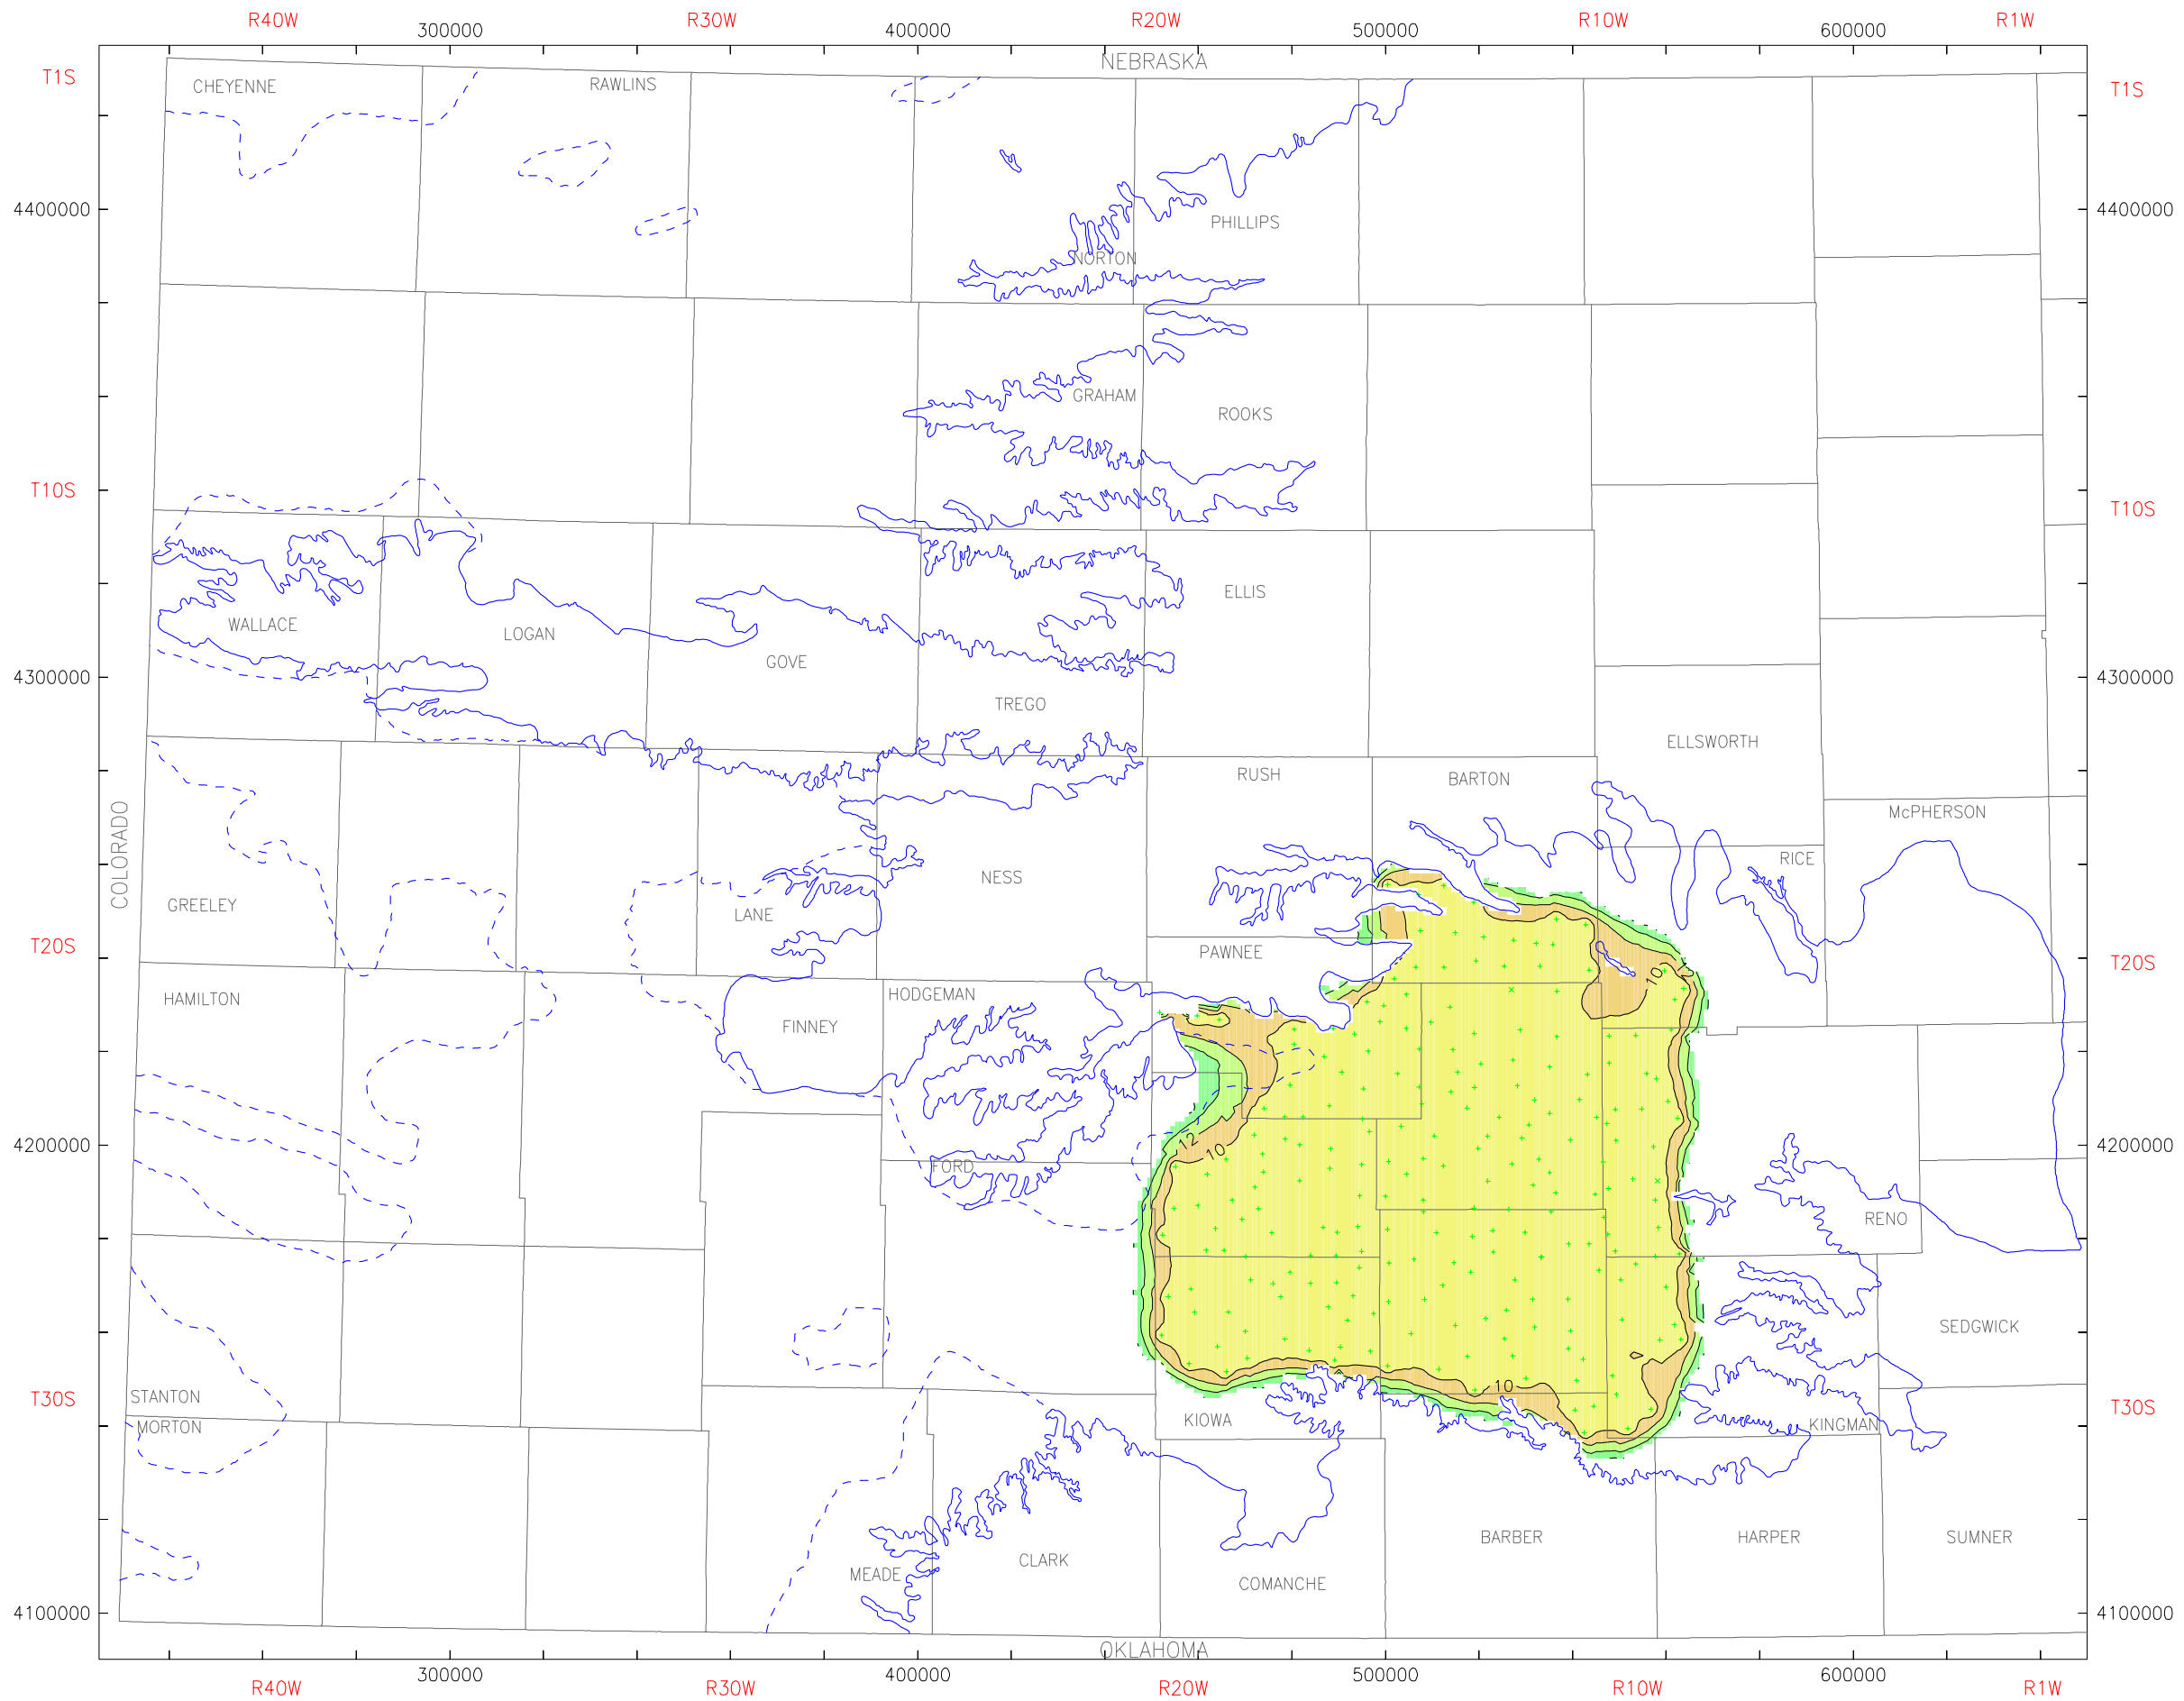 R40W R30W R20W R10W R1W
300000 400000 500000 600000
NEBRASKA
T1S CHEYENNE RAWLINS T1S
4400000 4400000
PHILLIPS
NORTON
GRAHAM
ROOKS
T10S T10S
ELLIS
WALLACE
LOGAN
GOVE
4300000 4300000
TREGO
ELLSWORTH
RUSH BARTON
McPHERSON
COLORADO
RICE
NESS
GREELEY
LANE
T20S PAWNEE T20S
10
HAMILTON HODGEMAN
FINNEY
4200000 12 4200000
10
FORD
RENO
SEDGWICK
10
STANTON T30S T30S
MORTON KIOWA KINGMAN
BARBER HARPER SUMNER
CLARK
MEADE
COMANCHE
4100000 4100000
OKLAHOMA
300000 400000 500000 600000
R40W R30W R20W R10W R1W